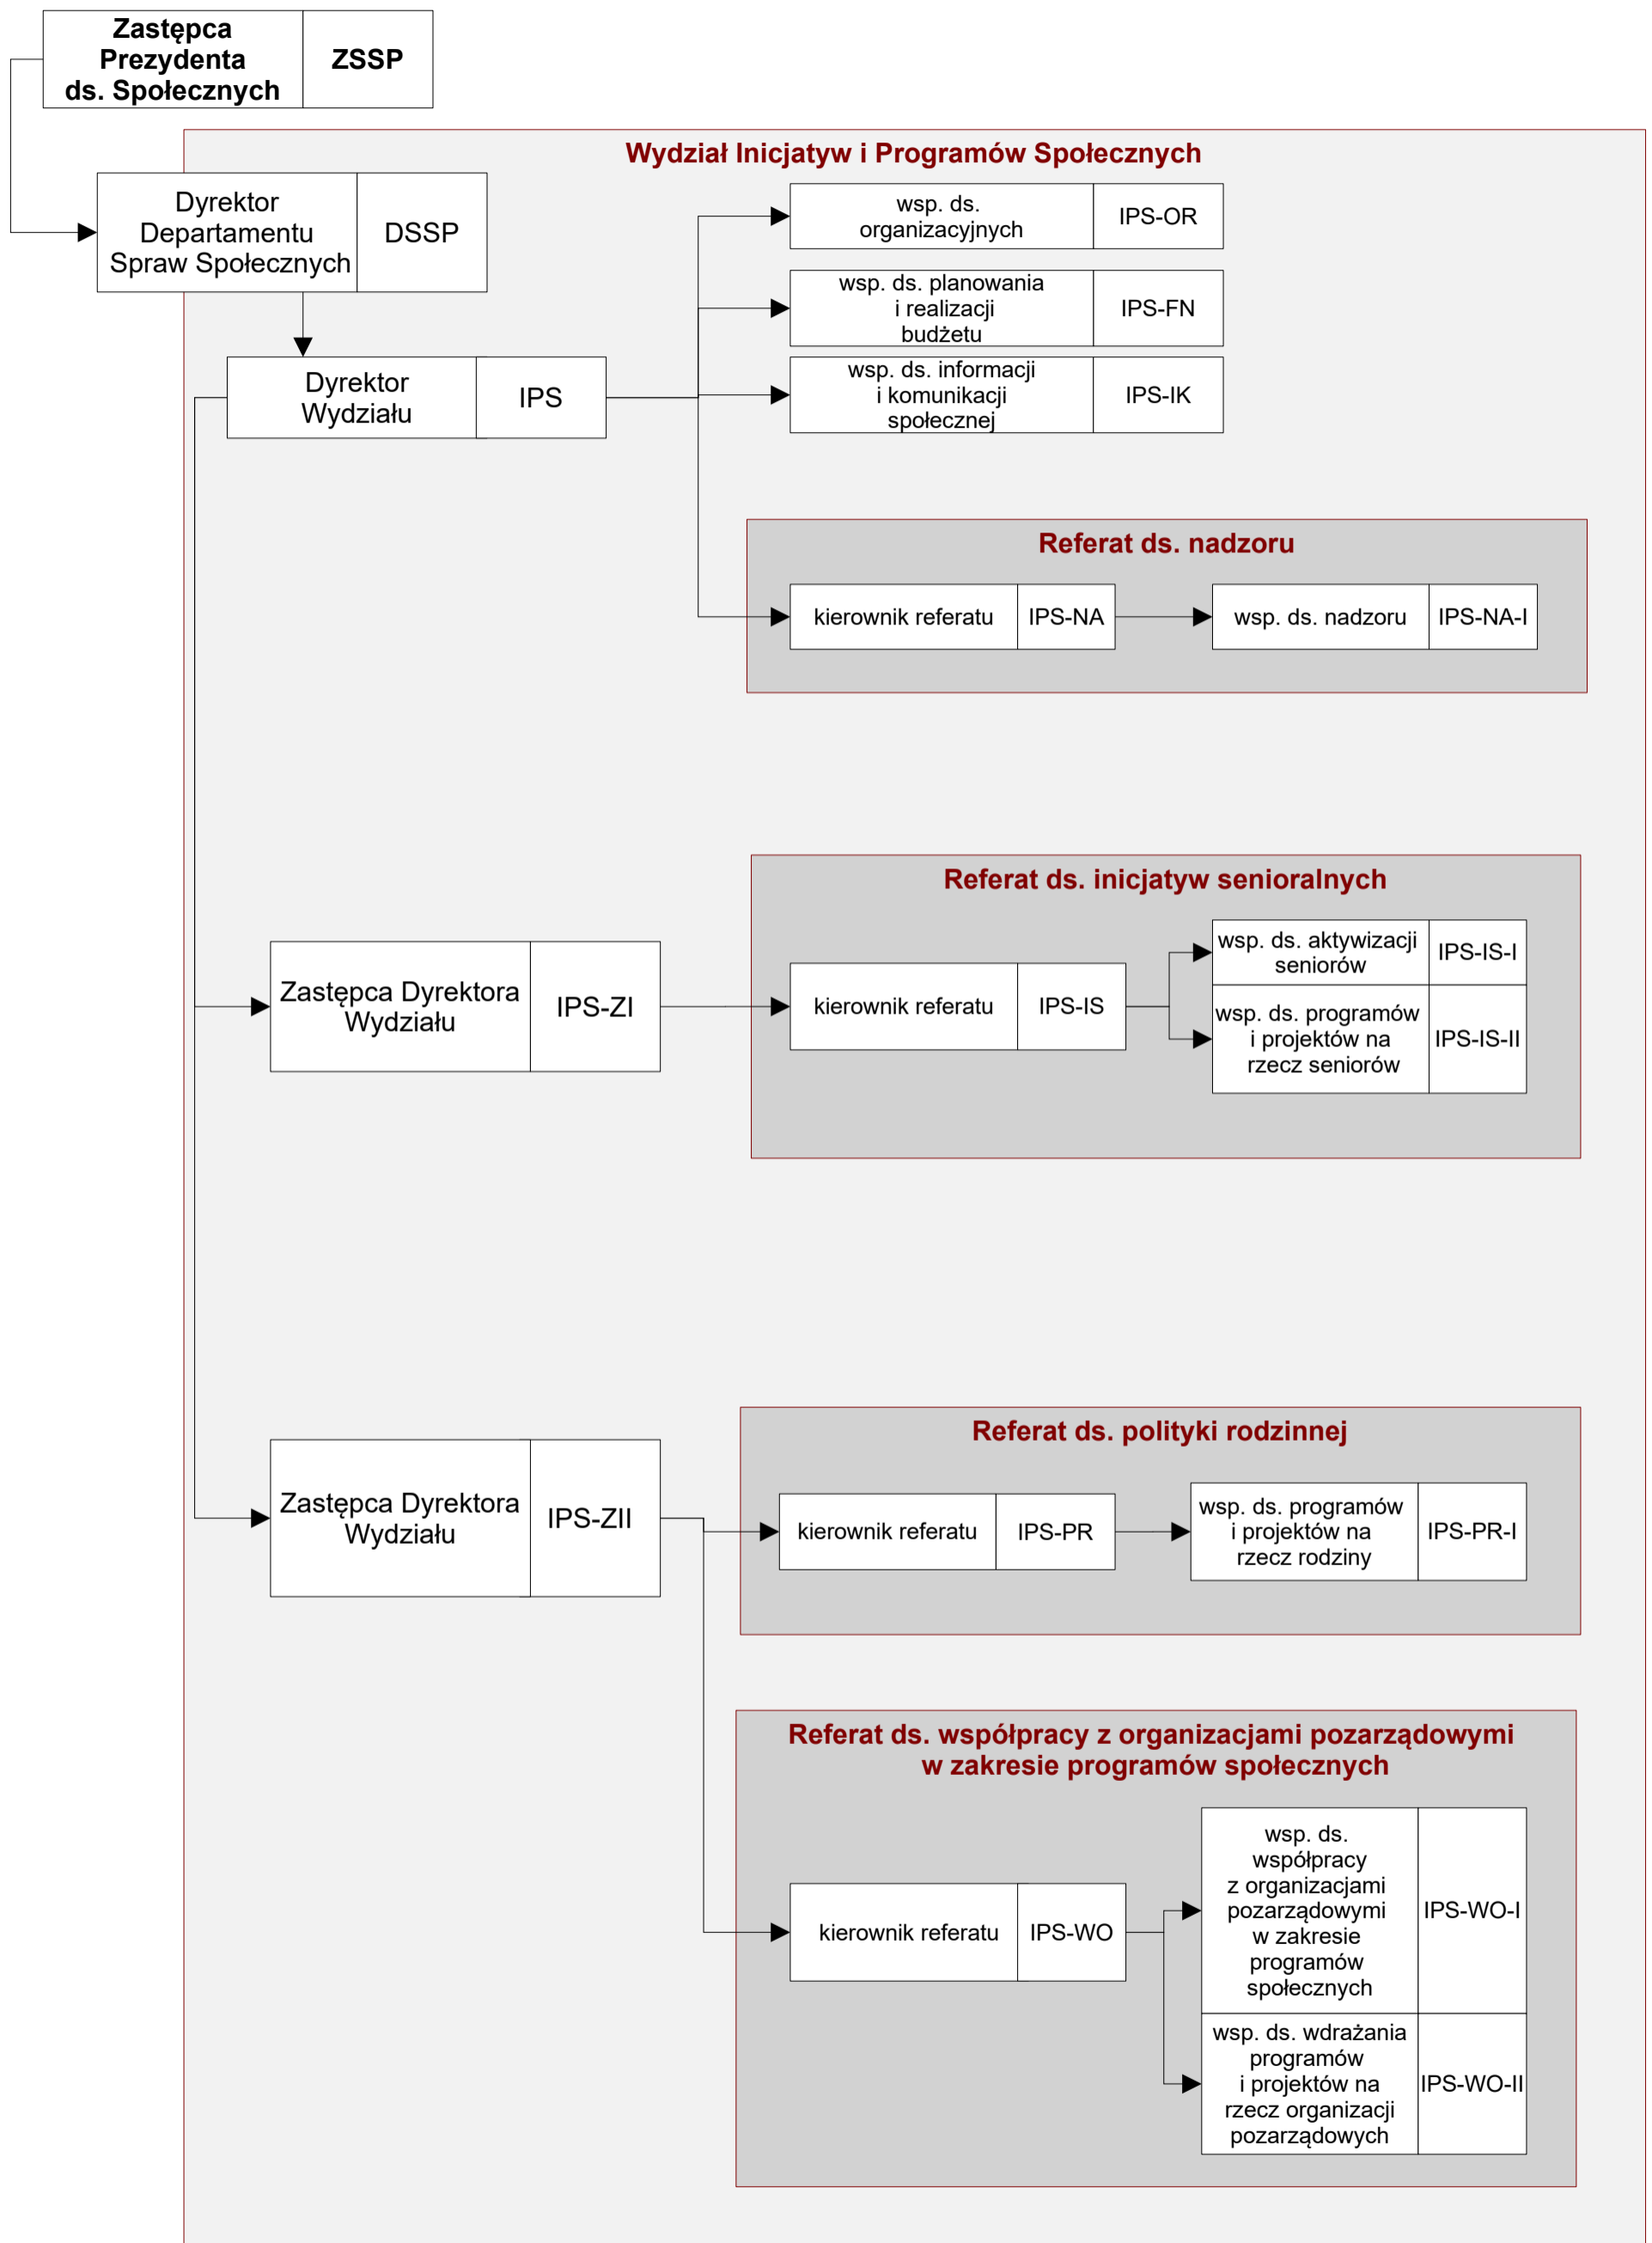 Zastępca
Prezydenta
ds. Społecznych
ZSSP
Wydział Inicjatyw i Programów Społecznych
Dyrektor
Departamentu
Spraw Społecznych
DSSP
wsp. ds.
organizacyjnych
IPS-OR
wsp. ds. planowania
i realizacji
budżetu
IPS-FN
Dyrektor
Wydziału
IPS
wsp. ds. informacji
i komunikacji
społecznej
IPS-IK
Referat ds. nadzoru
kierownik referatu
IPS-NA
wsp. ds. nadzoru
IPS-NA-I
Referat ds. inicjatyw senioralnych
Zastępca Dyrektora
Wydziału
IPS-ZI
kierownik referatu
IPS-IS
wsp. ds. aktywizacji
seniorów
IPS-IS-I
wsp. ds. programów
i projektów na
rzecz seniorów
IPS-IS-II
Referat ds. polityki rodzinnej
Zastępca Dyrektora
Wydziału
IPS-ZII
kierownik referatu
IPS-PR
wsp. ds. programów
i projektów na
rzecz rodziny
IPS-PR-I
Referat ds. współpracy z organizacjami pozarządowymi
w zakresie programów społecznych
kierownik referatu
IPS-WO
wsp. ds.
współpracy
z organizacjami
pozarządowymi
w zakresie
programów
społecznych
IPS-WO-I
wsp. ds. wdrażania
programów
i projektów na
rzecz organizacji
pozarządowych
IPS-WO-II